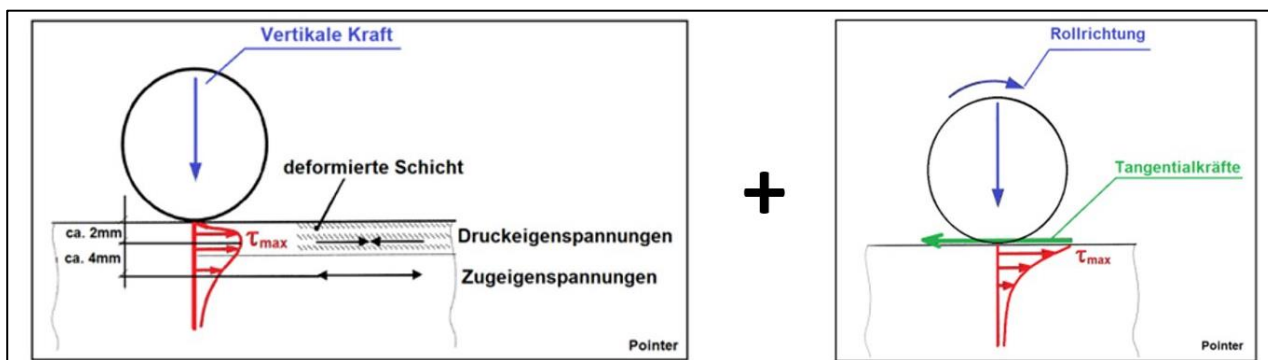 Vertikale Kraft
deformierte Schicht
ca. 2mm
τmax
Druckeigenspannungen
ca. 4mm
Zugeigenspannungen
Pointer
+
Rollrichtung
Tangentialkräfte
τmax
Pointer